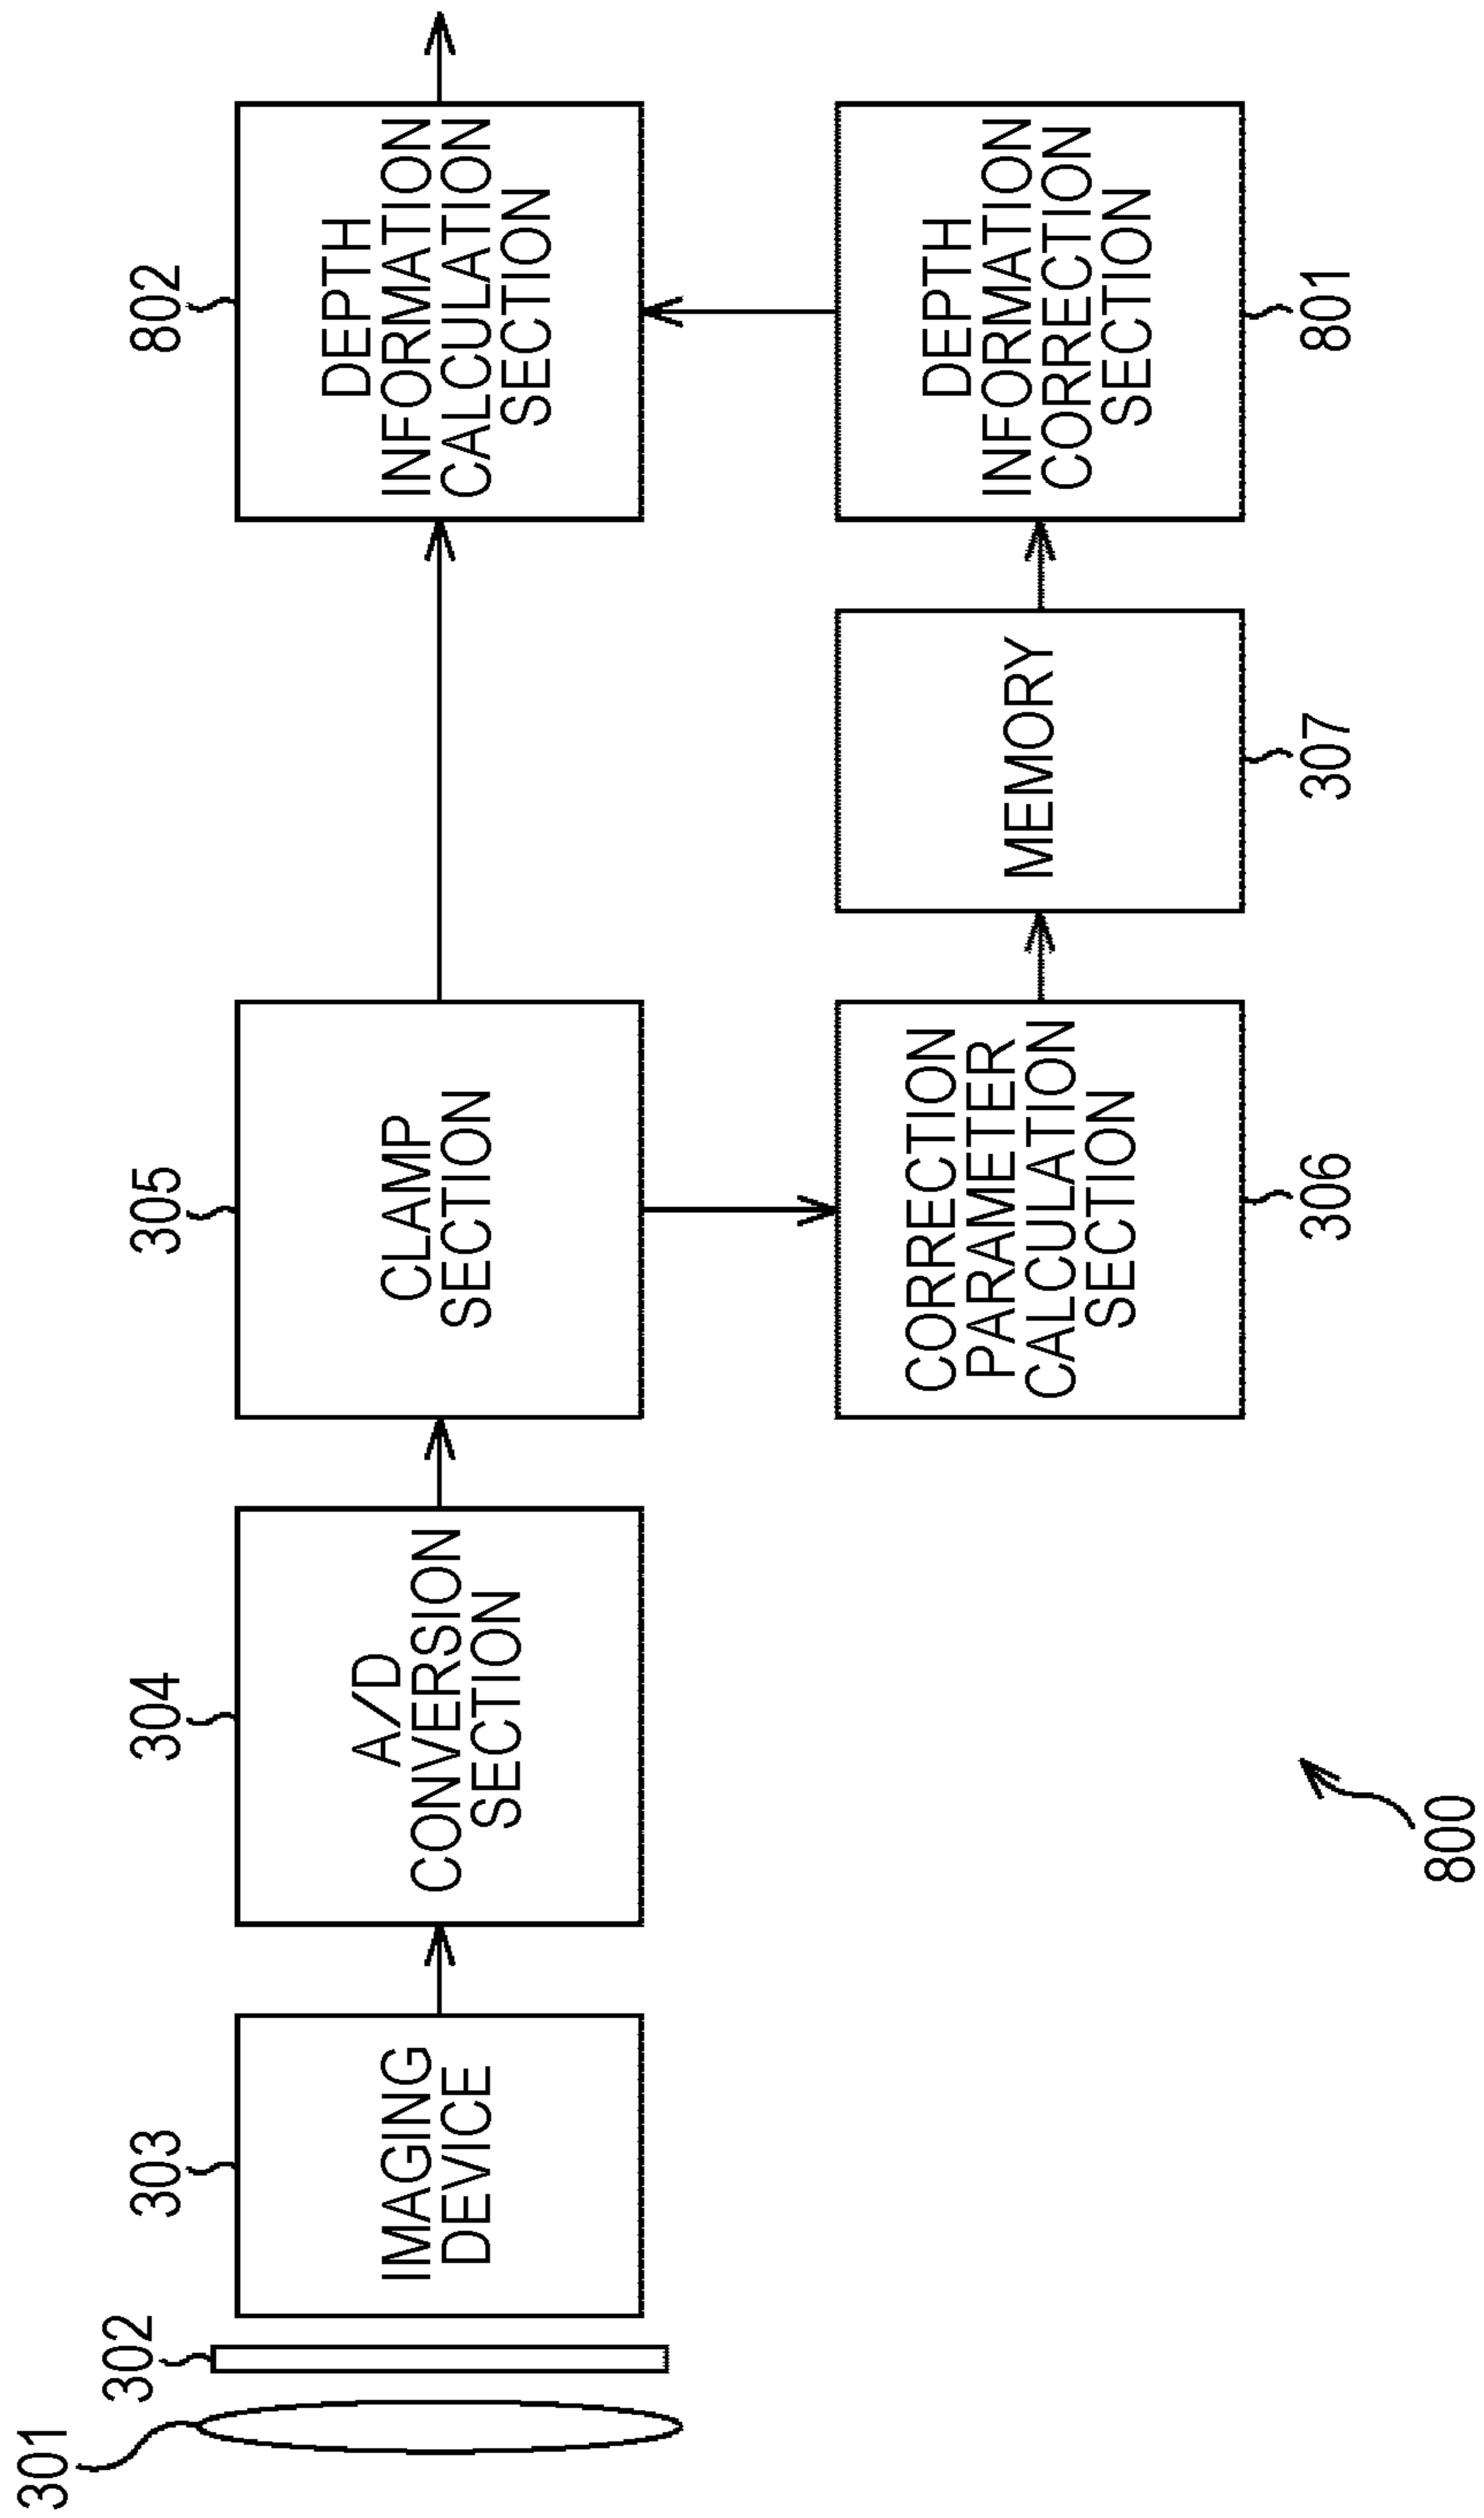 301
302
303
IMAGING
DEVICE
304
A/D
CONVERSION
SECTION
305
CLAMP
SECTION
802
DEPTH
INFORMATION
CALCULATION
SECTION
CORRECTION
PARAMETER
CALCULATION
SECTION
306
MEMORY
307
DEPTH
INFORMATION
CORRECTION
SECTION
801
800